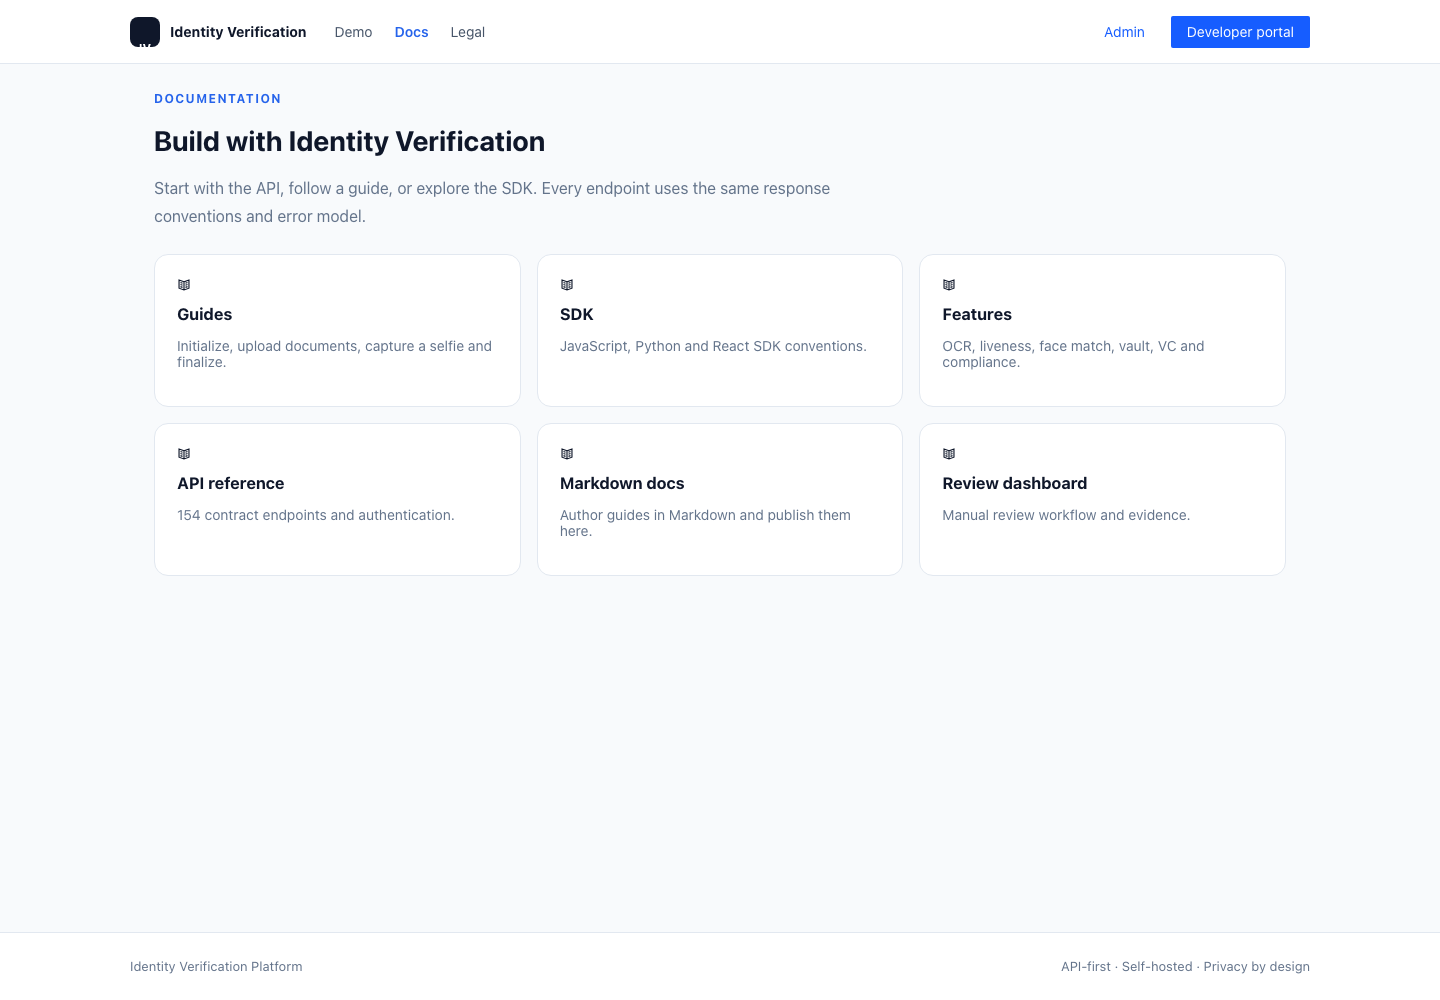 Identity Verification
Demo
Docs
Legal
Admin
Developer portal
DOCUMENTATION
Build with Identity Verification
Start with the API, follow a guide, or explore the SDK. Every endpoint uses the same response
conventions and error model.
Guides
Initialize, upload documents, capture a selfie and
finalize.
SDK
JavaScript, Python and React SDK conventions.
Features
OCR, liveness, face match, vault, VC and
compliance.
API reference
154 contract endpoints and authentication.
Markdown docs
Author guides in Markdown and publish them
here.
Review dashboard
Manual review workflow and evidence.
Identity Verification Platform
API-first · Self-hosted · Privacy by design